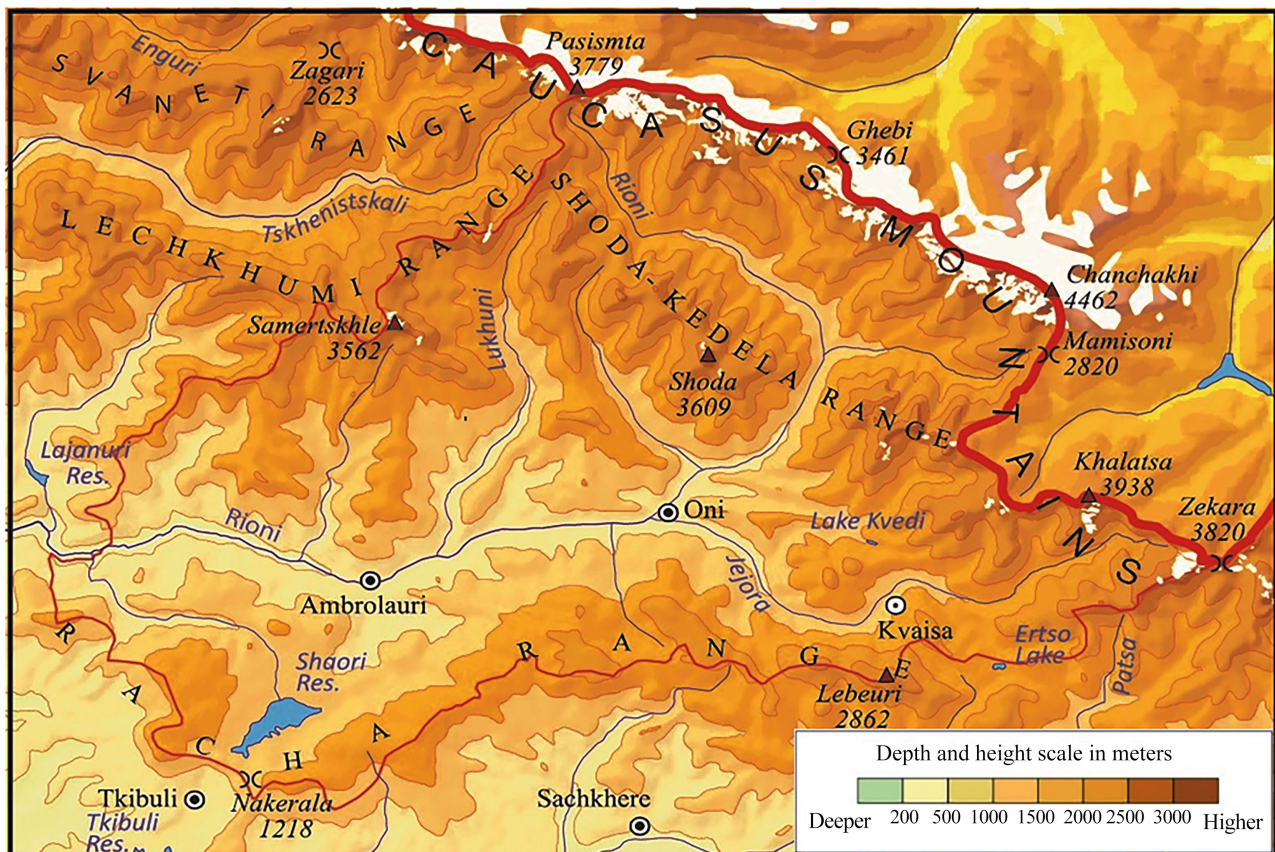 Enguri
Zagari
2623
SVANETI RANGE
CAUCASUS MOUNTAINS
Pasismta
3779
Ghebi
3461
Rioni
Tskhenistskali
LECHKHUMI RANGE
SHODA-KEDELA RANGE
Chanchakhi
4462
Mamisoni
2820
Samertskhle
3562
Lukhuni
Shoda
3609
Lajanuri
Res.
Khalatsa
3938
Zekara
3820
Rioni
Oni
Lake Kvedi
Jejora
Ambrolauri
Kvaisa
Ertso
Lake
Patsa
Shaori
Res.
RACHA RANGE
Lebeuri
2862
Nakerala
1218
Tkibuli
Tkibuli
Res.
Sachkhere
Depth and height scale in meters
Deeper 200 500 1000 1500 2000 2500 3000 Higher